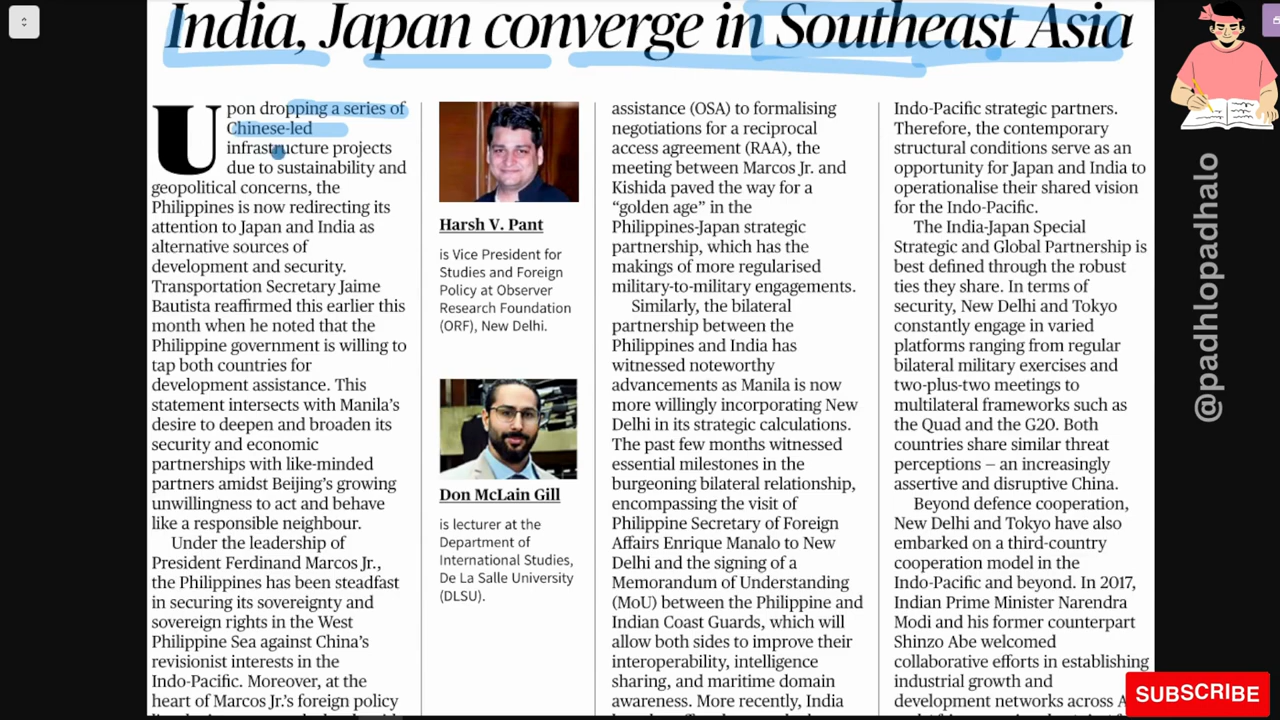 India, Japan converge in Southeast Asia
Upon dropping a series of
Chinese-led
infrastructure projects
due to sustainability and
geopolitical concerns, the
Philippines is now redirecting its
attention to Japan and India as
alternative sources of
development and security.
Transportation Secretary Jaime
Bautista reaffirmed this earlier this
month when he noted that the
Philippine government is willing to
tap both countries for
development assistance. This
statement intersects with Manila’s
desire to deepen and broaden its
security and economic
partnerships with like-minded
partners amidst Beijing’s growing
unwillingness to act and behave
like a responsible neighbour.
Under the leadership of
President Ferdinand Marcos Jr.,
the Philippines has been steadfast
in securing its sovereignty and
sovereign rights in the West
Philippine Sea against China’s
revisionist interests in the
Indo-Pacific. Moreover, at the
heart of Marcos Jr.’s foreign policy
Harsh V. Pant
is Vice President for
Studies and Foreign
Policy at Observer
Research Foundation
(ORF), New Delhi.
Don McLain Gill
is lecturer at the
Department of
International Studies,
De La Salle University
(DLSU).
assistance (OSA) to formalising
negotiations for a reciprocal
access agreement (RAA), the
meeting between Marcos Jr. and
Kishida paved the way for a
“golden age” in the
Philippines-Japan strategic
partnership, which has the
makings of more regularised
military-to-military engagements.
Similarly, the bilateral
partnership between the
Philippines and India has
witnessed noteworthy
advancements as Manila is now
more willingly incorporating New
Delhi in its strategic calculations.
The past few months witnessed
essential milestones in the
burgeoning bilateral relationship,
encompassing the visit of
Philippine Secretary of Foreign
Affairs Enrique Manalo to New
Delhi and the signing of a
Memorandum of Understanding
(MoU) between the Philippine and
Indian Coast Guards, which will
allow both sides to improve their
interoperability, intelligence
sharing, and maritime domain
awareness. More recently, India
Indo-Pacific strategic partners.
Therefore, the contemporary
structural conditions serve as an
opportunity for Japan and India to
operationalise their shared vision
for the Indo-Pacific.
The India-Japan Special
Strategic and Global Partnership is
best defined through the robust
ties they share. In terms of
security, New Delhi and Tokyo
constantly engage in varied
platforms ranging from regular
bilateral military exercises and
two-plus-two meetings to
multilateral frameworks such as
the Quad and the G20. Both
countries share similar threat
perceptions — an increasingly
assertive and disruptive China.
Beyond defence cooperation,
New Delhi and Tokyo have also
embarked on a third-country
cooperation model in the
Indo-Pacific and beyond. In 2017,
Indian Prime Minister Narendra
Modi and his former counterpart
Shinzo Abe welcomed
collaborative efforts in establishing
industrial growth and
development networks across
@padhlopadhalo
SUBSCRIBE